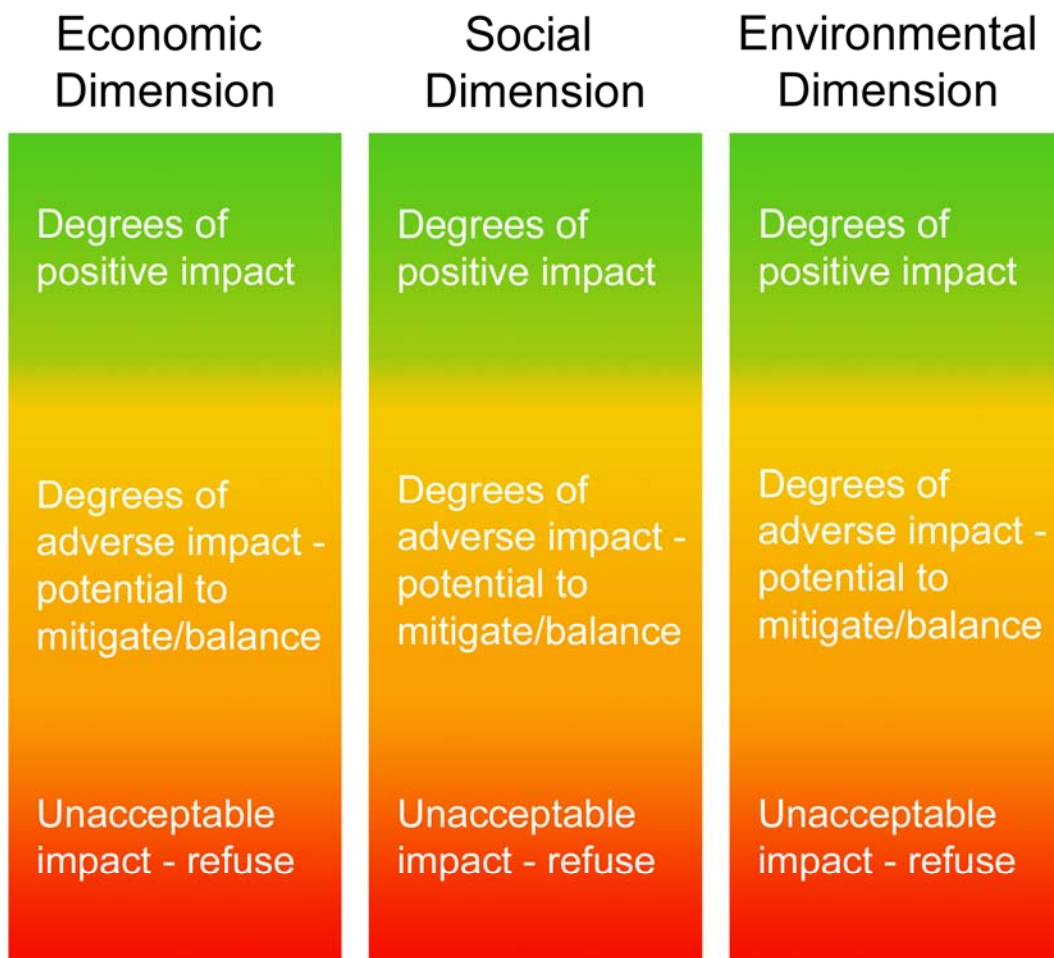 Economic
Dimension
Degrees of
positive impact
Degrees of
adverse impact -
potential to
mitigate/balance
Unacceptable
impact - refuse
Social
Dimension
Degrees of
positive impact
Degrees of
adverse impact -
potential to
mitigate/balance
Unacceptable
impact - refuse
Environmental
Dimension
Degrees of
positive impact
Degrees of
adverse impact -
potential to
mitigate/balance
Unacceptable
impact - refuse